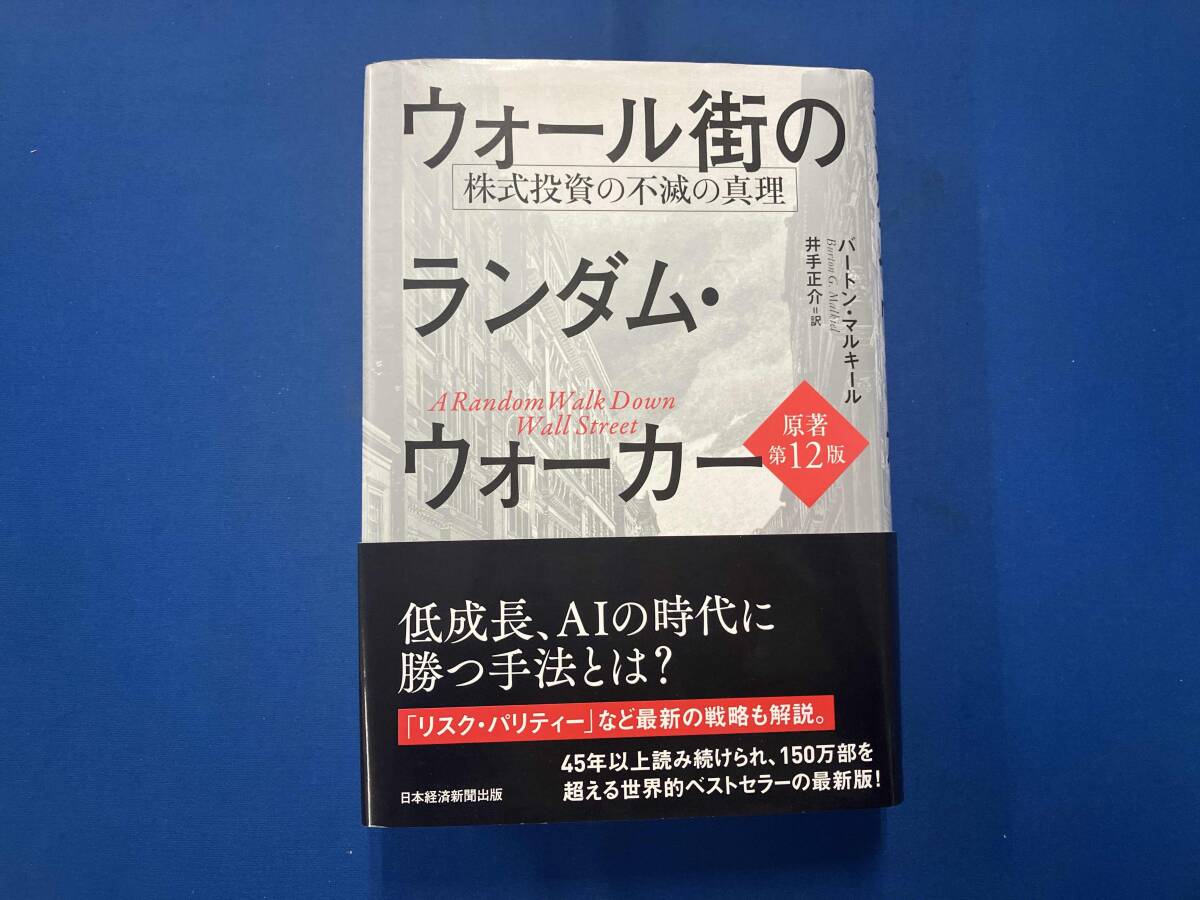 ウォール街の
株式投資の不滅の真理
ランダム・
ウォーカー
A Random Walk Down
Wall Street
バートン・マルキール
Burton G. Malkiel
井手正介=訳
原著
第12版
低成長、AIの時代に
勝つ手法とは?
「リスク・パリティー」など最新の戦略も解説。
45年以上読み続けられ、150万部を
超える世界的ベストセラーの最新版!
日本経済新聞出版